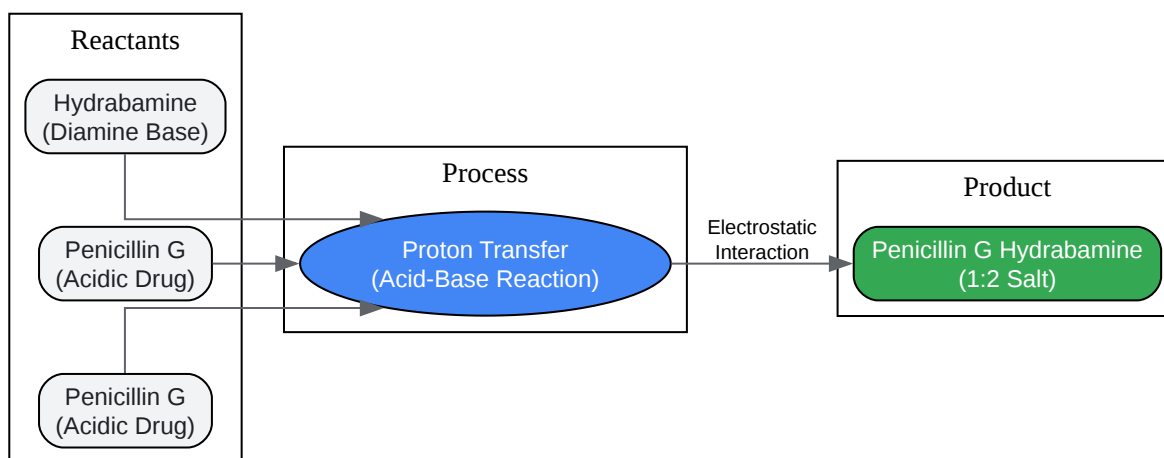 Reactants
Hydrabamine
(Diamine Base)
Penicillin G
(Acidic Drug)
Penicillin G
(Acidic Drug)
Process
Proton Transfer
(Acid-Base Reaction)
Electrostatic
Interaction
Product
Penicillin G Hydrabamine
(1:2 Salt)